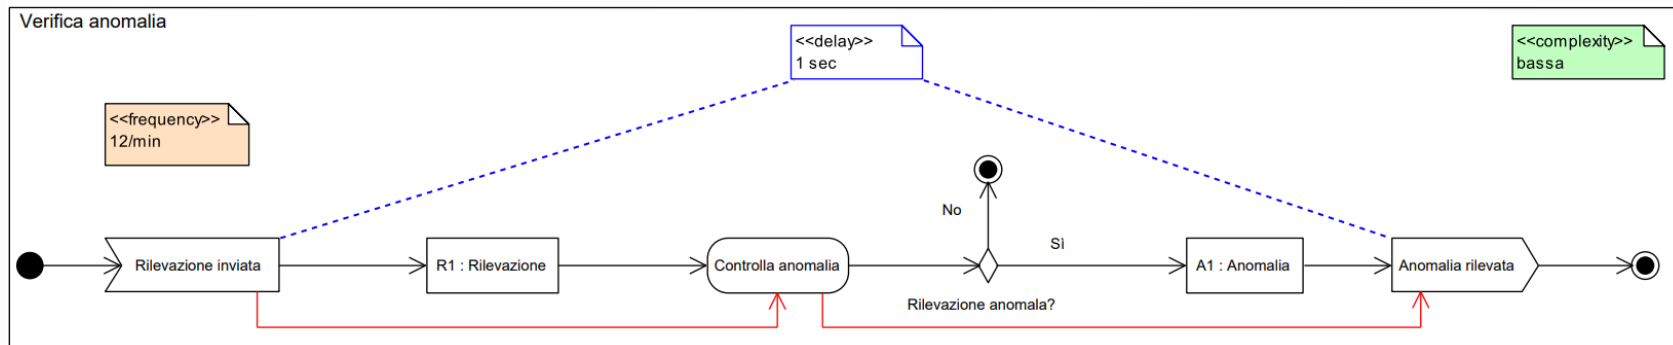 Verifica anomalia
<<delay>>
1 sec
<<complexity>>
bassa
<<frequency>>
12/min
No
Sì
Rilevazione inviata
R1 : Rilevazione
Controlla anomalia
A1 : Anomalia
Anomalia rilevata
Rilevazione anomala?